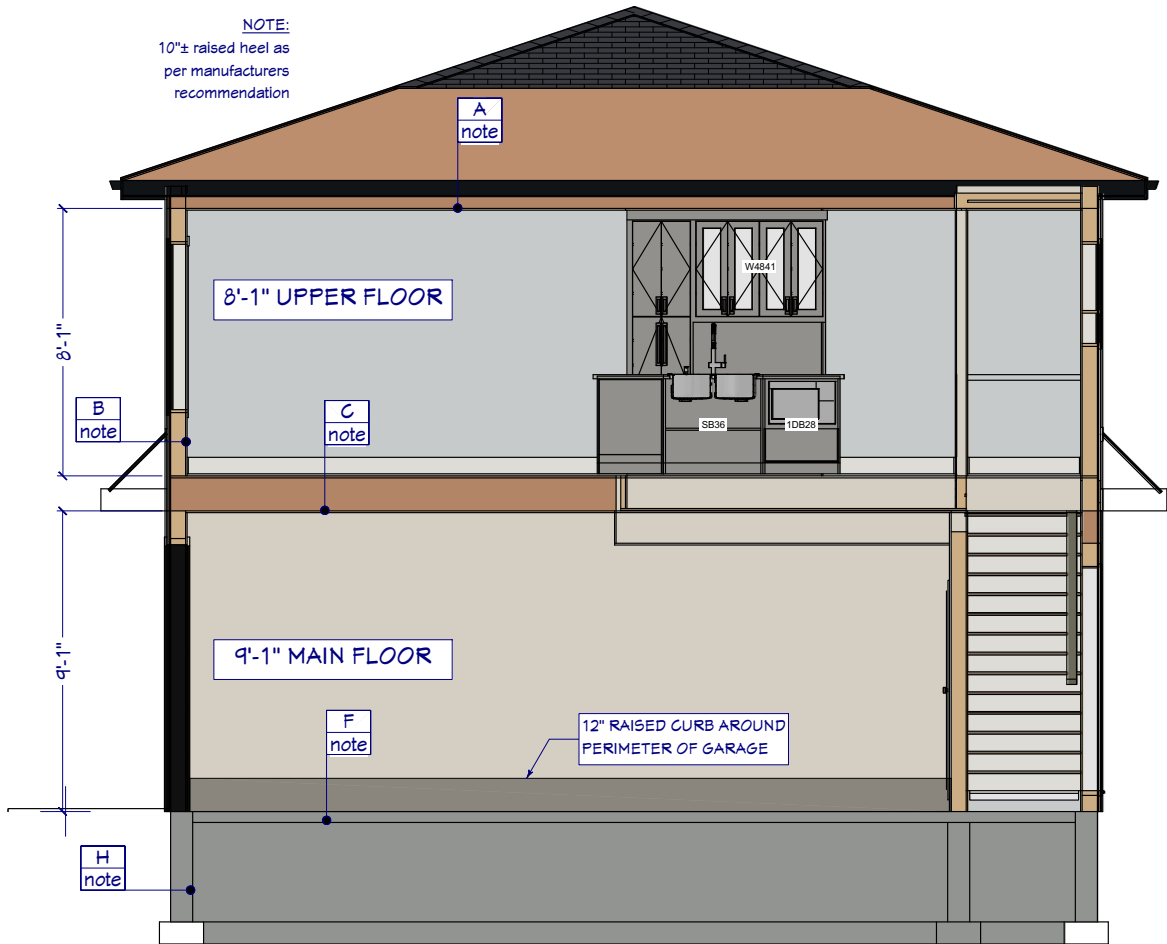 NOTE:
10"± raised heel as
per manufacturers
recommendation
A
note
W4841
8'-1" UPPER FLOOR
8'-1"
B
note
C
note
SB36
1DB28
9'-1"
9'-1" MAIN FLOOR
F
note
12" RAISED CURB AROUND
PERIMETER OF GARAGE
H
note